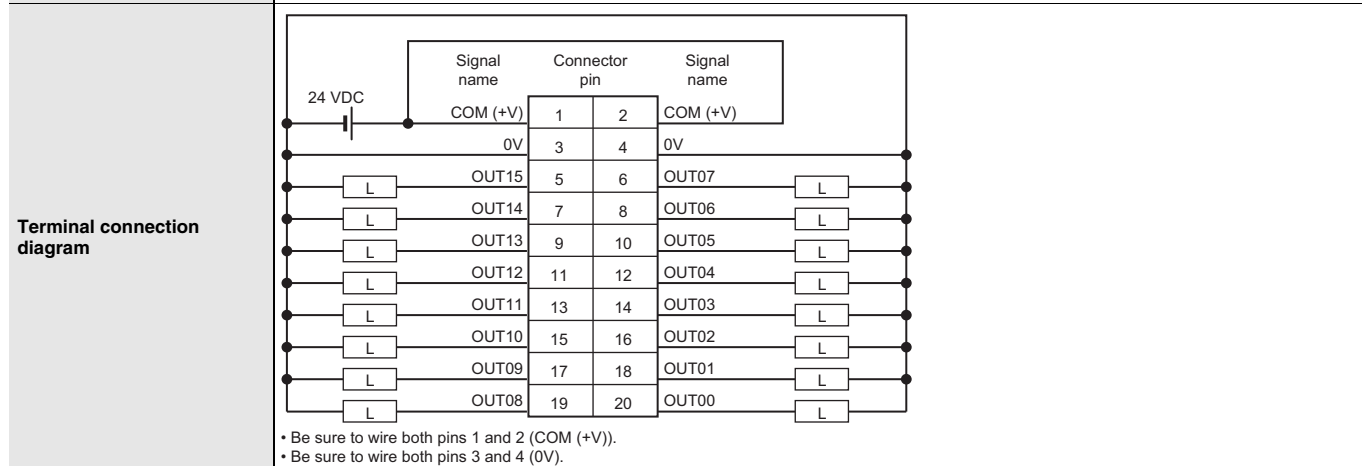 Terminal connection
diagram
Signal name Connector pin Signal name
24 VDC
COM (+V) 1 2 COM (+V)
0V 3 4 0V
L OUT15 5 6 OUT07 L
L OUT14 7 8 OUT06 L
L OUT13 9 10 OUT05 L
L OUT12 11 12 OUT04 L
L OUT11 13 14 OUT03 L
L OUT10 15 16 OUT02 L
L OUT09 17 18 OUT01 L
L OUT08 19 20 OUT00 L
• Be sure to wire both pins 1 and 2 (COM (+V)).
• Be sure to wire both pins 3 and 4 (0V).